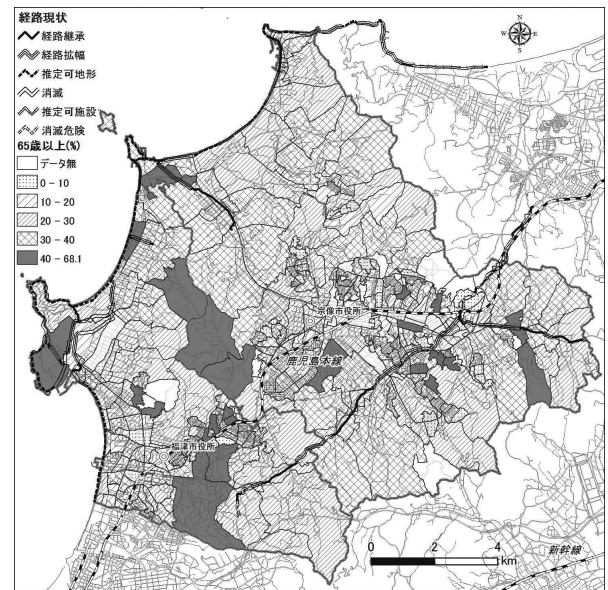 経路現状
経路継承
経路拡幅
推定可地形
消滅
推定可施設
消滅危険
65歳以上(%)
データ無
0 - 10
10 - 20
20 - 30
30 - 40
40 - 68.1
N
W
E
S
宗像市役所
鹿児島本線
福津市役所
0 2 4
km
新幹線